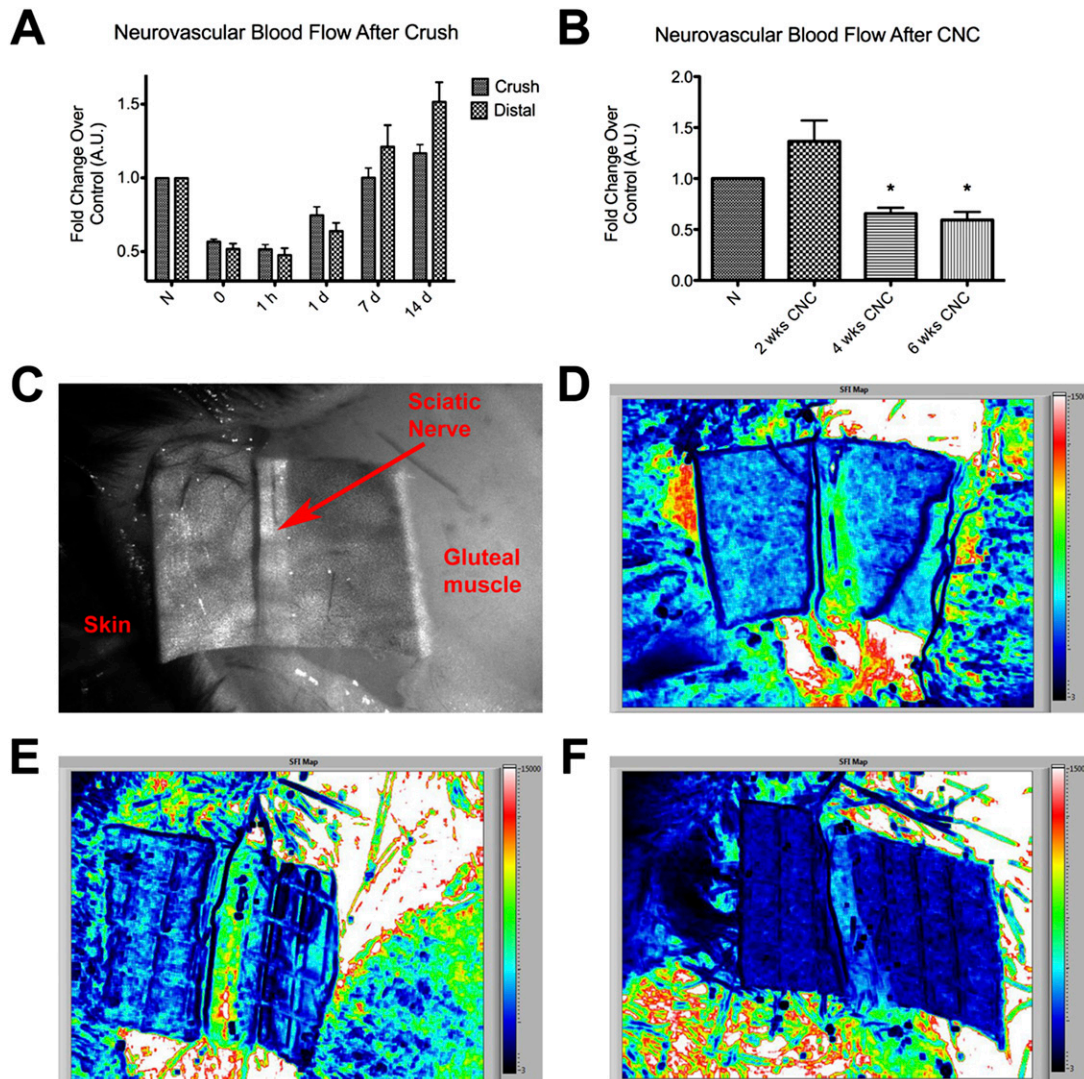 A
Neurovascular Blood Flow After Crush
Fold Change Over
Control (A.U.)
1.5
1.0
0.5
N
0
1 h
1 d
7 d
14 d
Crush
Distal
B
Neurovascular Blood Flow After CNC
Fold Change Over
Control (A.U.)
2.0
1.5
1.0
0.5
0.0
*
*
N
2 wks CNC
4 wks CNC
6 wks CNC
C
Sciatic
Nerve
Gluteal
muscle
Skin
D
SFI Map
1500
3
E
SFI Map
15000
3
F
SFI Map
15000
3